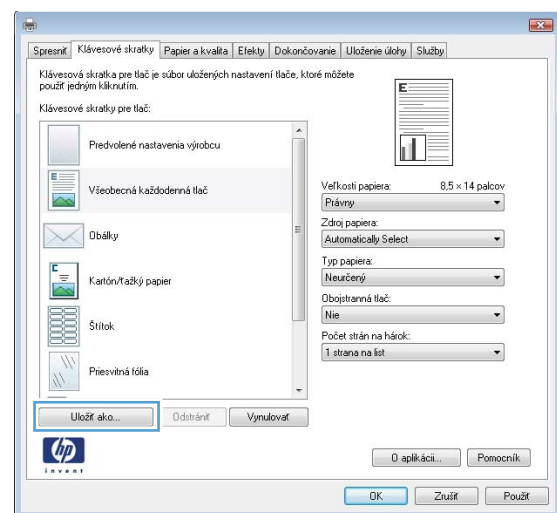 Spresniť Klávesové skratky Papier a kvalita Efekty Dokončovanie Uloženie úlohy Služby
Klávesová skratka pre tlač je súbor uložených nastavení tlače, ktoré môžete
použiť jedným kliknutím.
Klávesové skratky pre tlač:
Predvolené nastavenia výrobcu
Všeobecná každodenná tlač
Obálky
Kartón/ťažký papier
Štítok
Priesvitná fólia
Uložiť ako... Odstrániť Vynulovať
E
Veľkosti papiera: 8,5 × 14 palcov
Právny
Zdroj papiera:
Automatically Select
Typ papiera:
Neurčený
Obojstranná tlač:
Nie
Počet strán na hárok:
1 strana na list
hp
invent
O aplikácii... Pomocník
OK Zrušiť Použiť